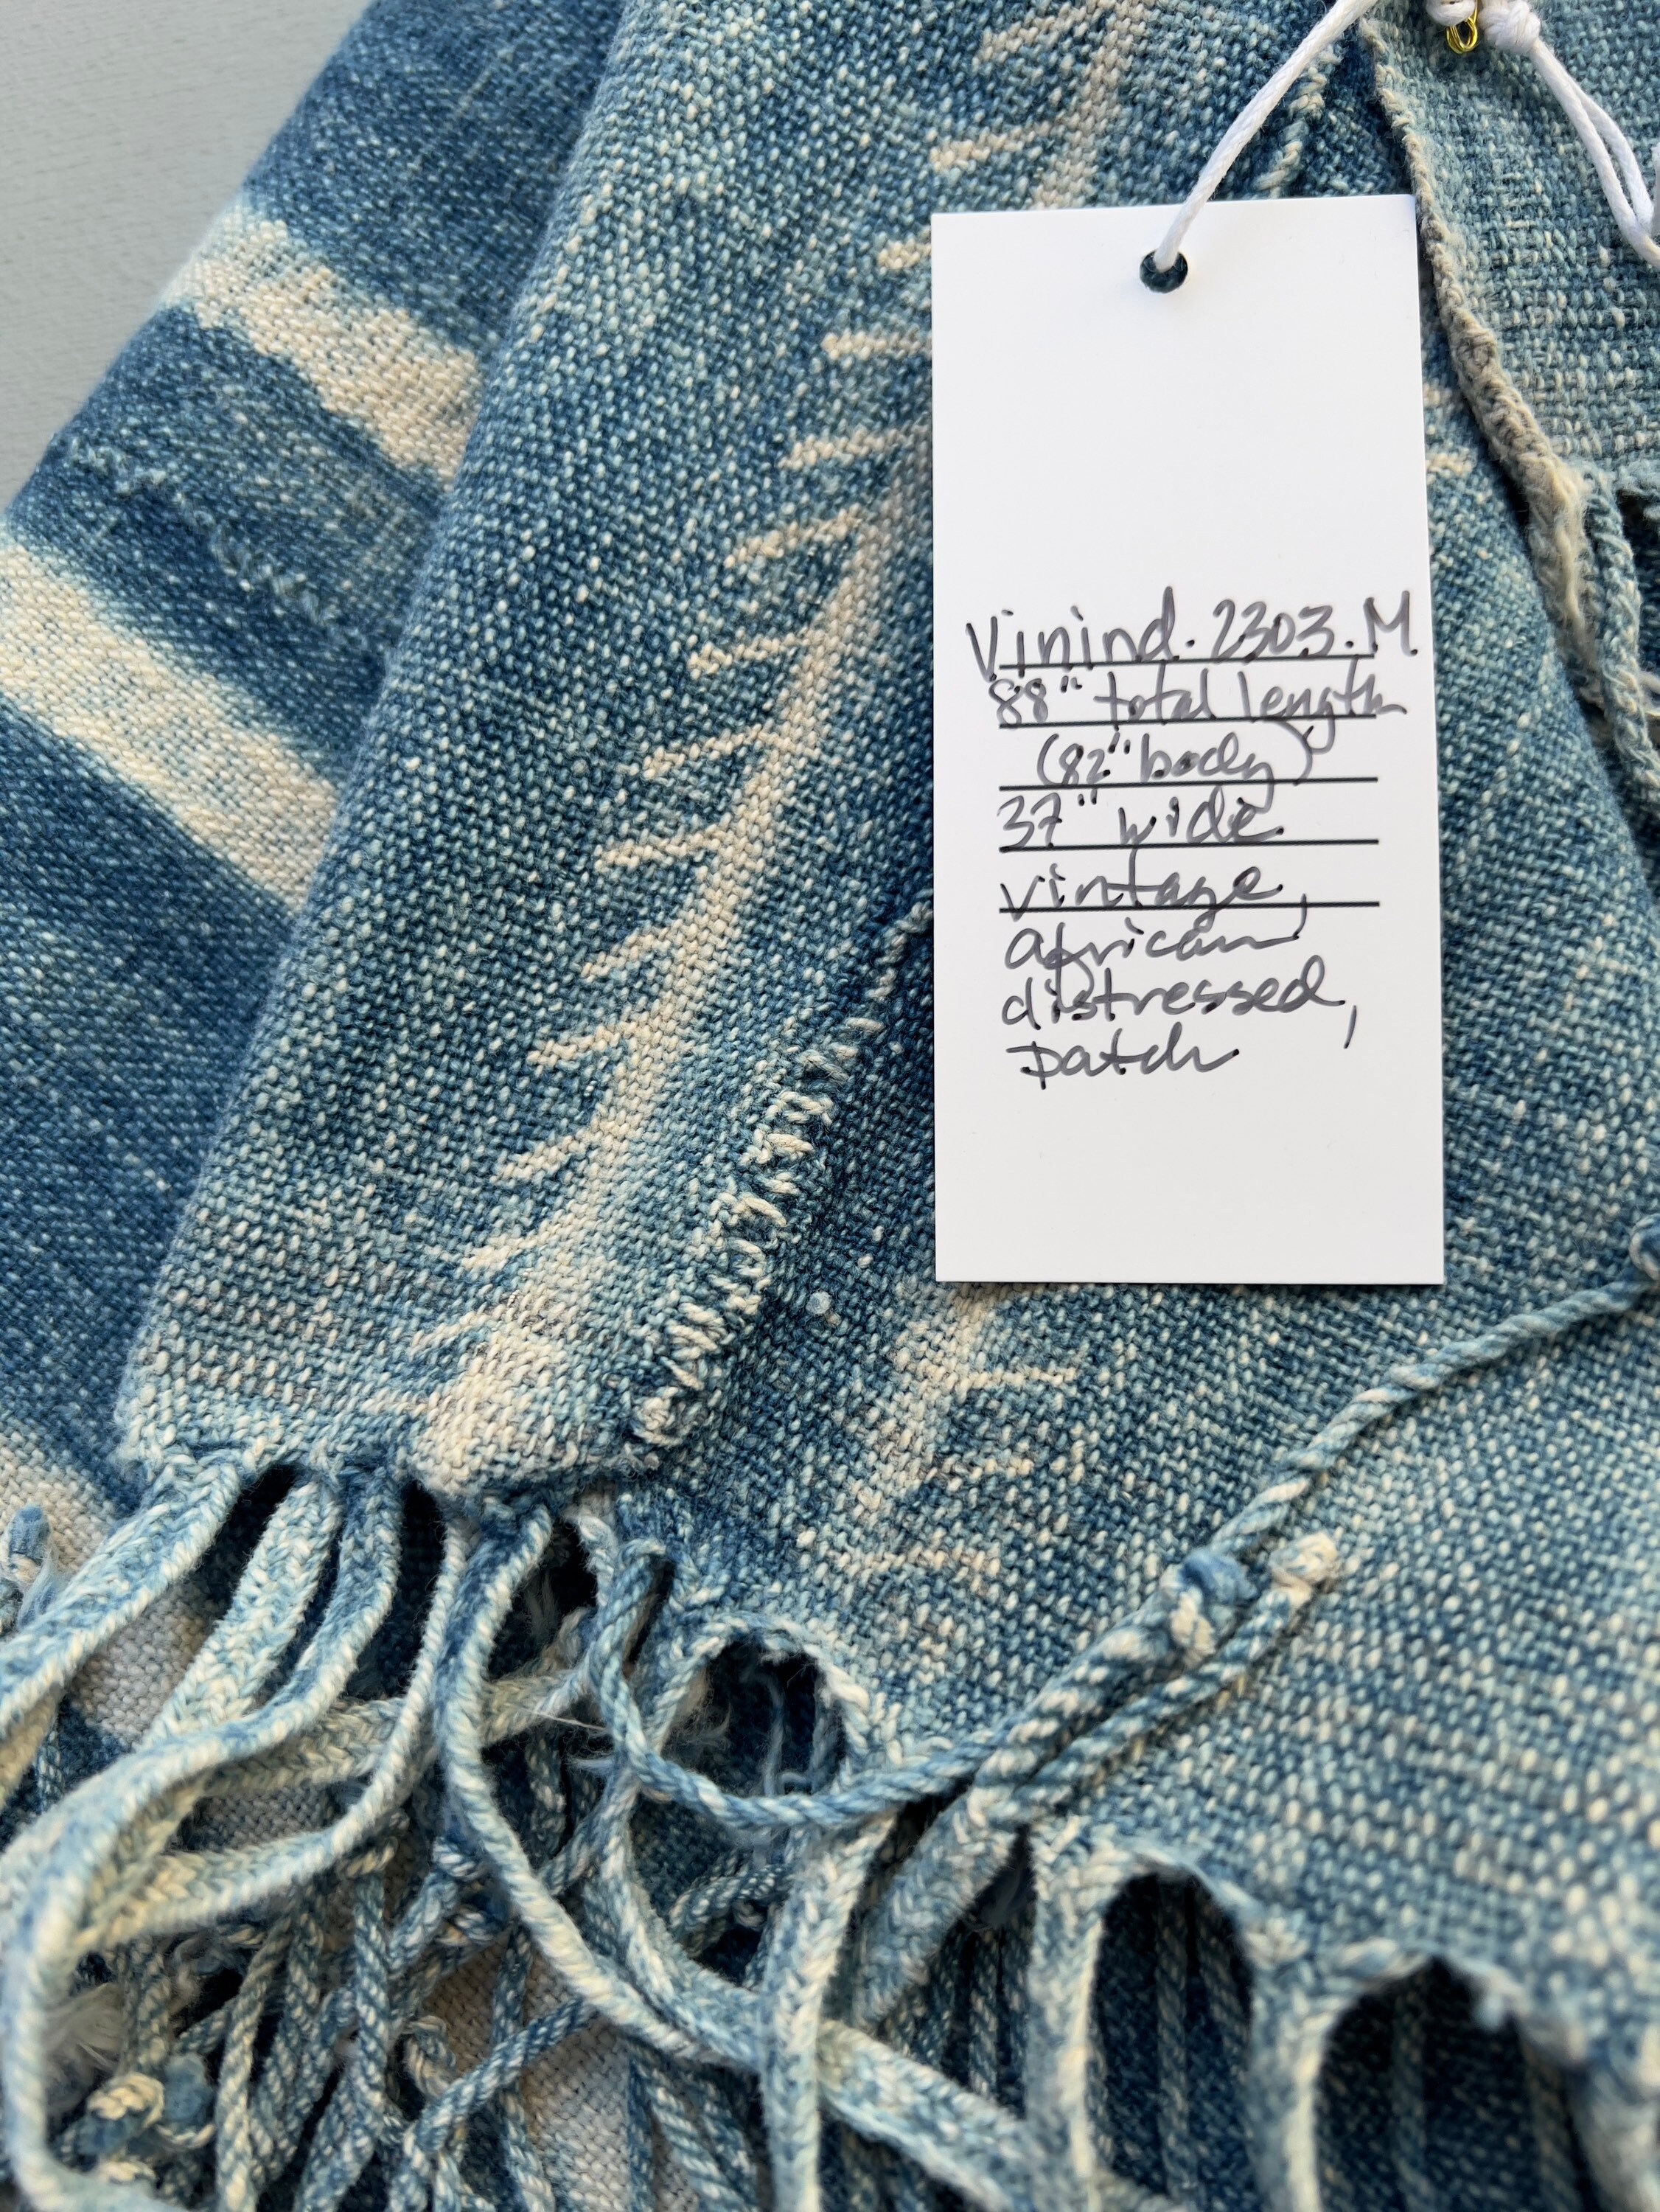 Vinind.2303.M
88" total length
(82" body)
37" wide
vintage,
african,
distressed,
patch